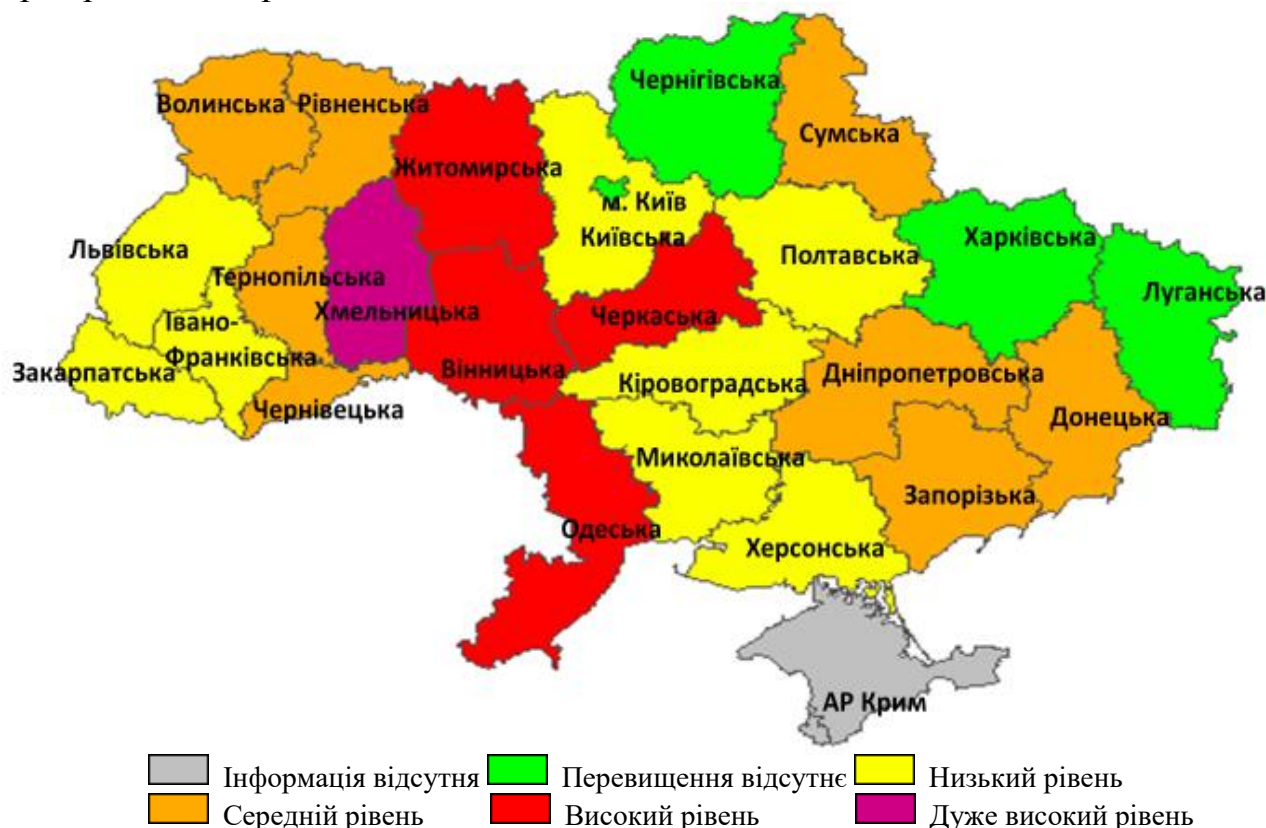 Чернігівська
Волинська
Рівненська
Сумська
Житомирська
м. Київ
Київська
Харківська
Львівська
Полтавська
Тернопільська
Луганська
Хмельницька
Черкаська
Івано-
Франківська
Закарпатська
Вінницька
Кіровоградська
Дніпропетровська
Чернівецька
Донецька
Миколаївська
Запорізька
Одеська
Херсонська
АР Крим
Інформація відсутня Перевищення відсутнє Низький рівень
Середній рівень Високий рівень Дуже високий рівень